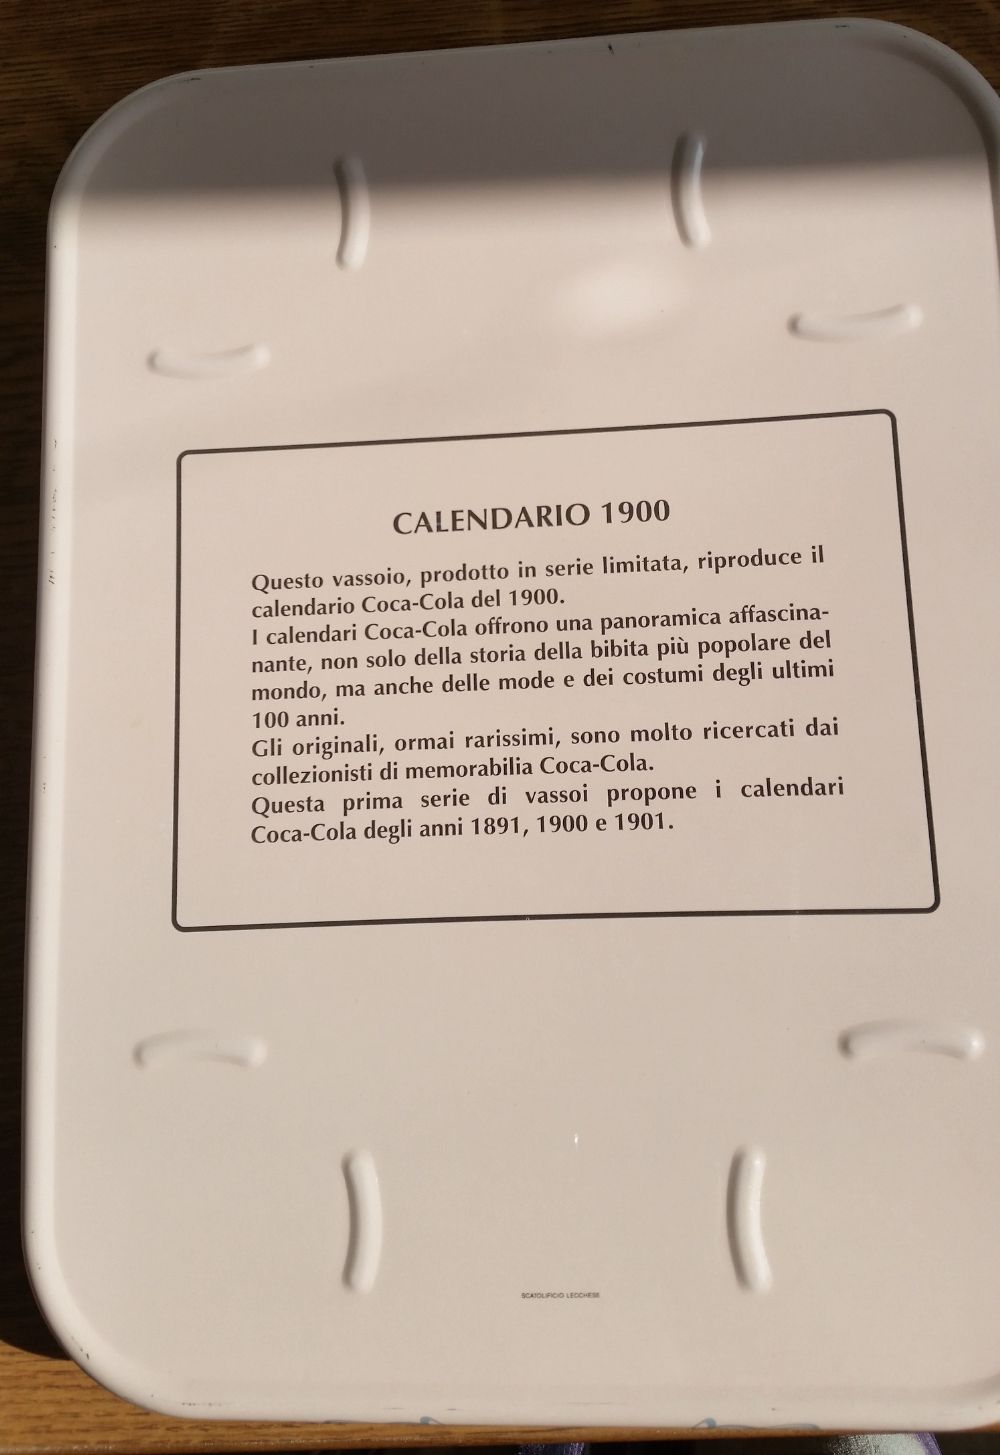 CALENDARIO 1900
Questo vassoio, prodotto in serie limitata, riproduce il
calendario Coca-Cola del 1900.
I calendari Coca-Cola offrono una panoramica affascina-
nante, non solo della storia della bibita più popolare del
mondo, ma anche delle mode e dei costumi degli ultimi
100 anni.
Gli originali, ormai rarissimi, sono molto ricercati dai
collezionisti di memorabilia Coca-Cola.
Questa prima serie di vassoi propone i calendari
Coca-Cola degli anni 1891, 1900 e 1901.
SCATOLIFICIO LECCHESE